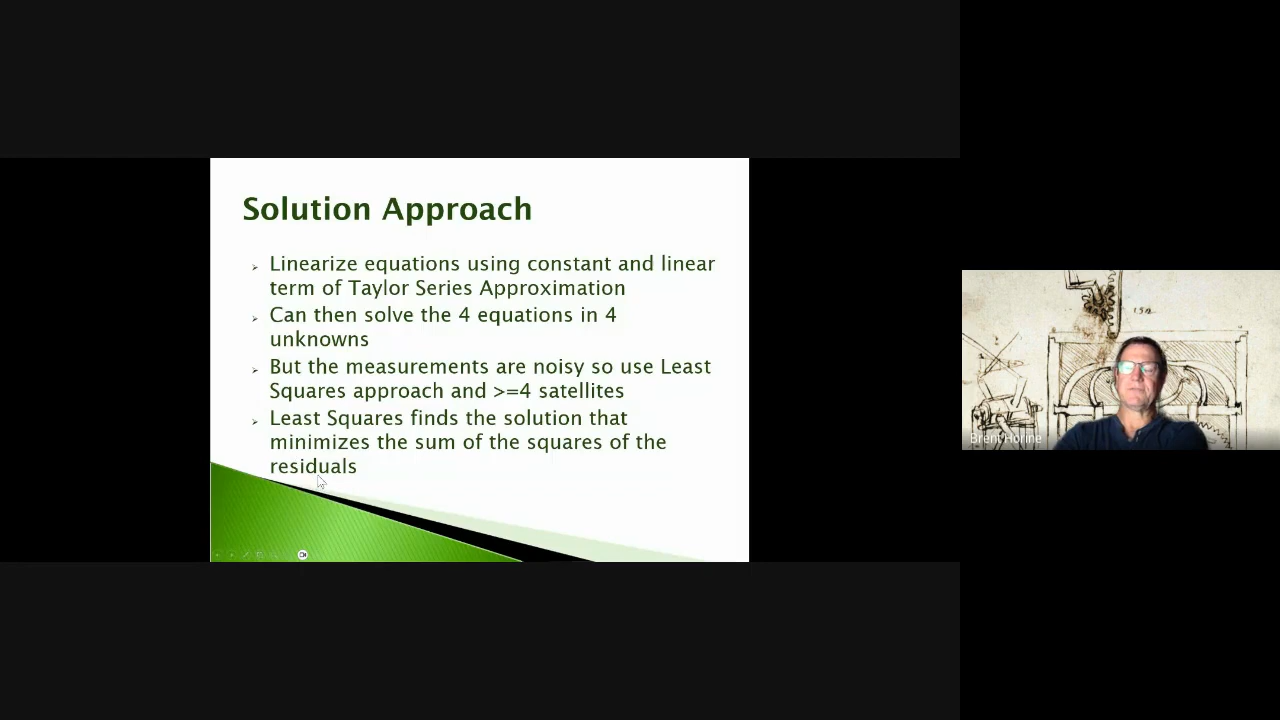 Solution Approach
Linearize equations using constant and linear
term of Taylor Series Approximation
Can then solve the 4 equations in 4
unknowns
But the measurements are noisy so use Least
Squares approach and >=4 satellites
Least Squares finds the solution that
minimizes the sum of the squares of the
residuals
Brent Horine